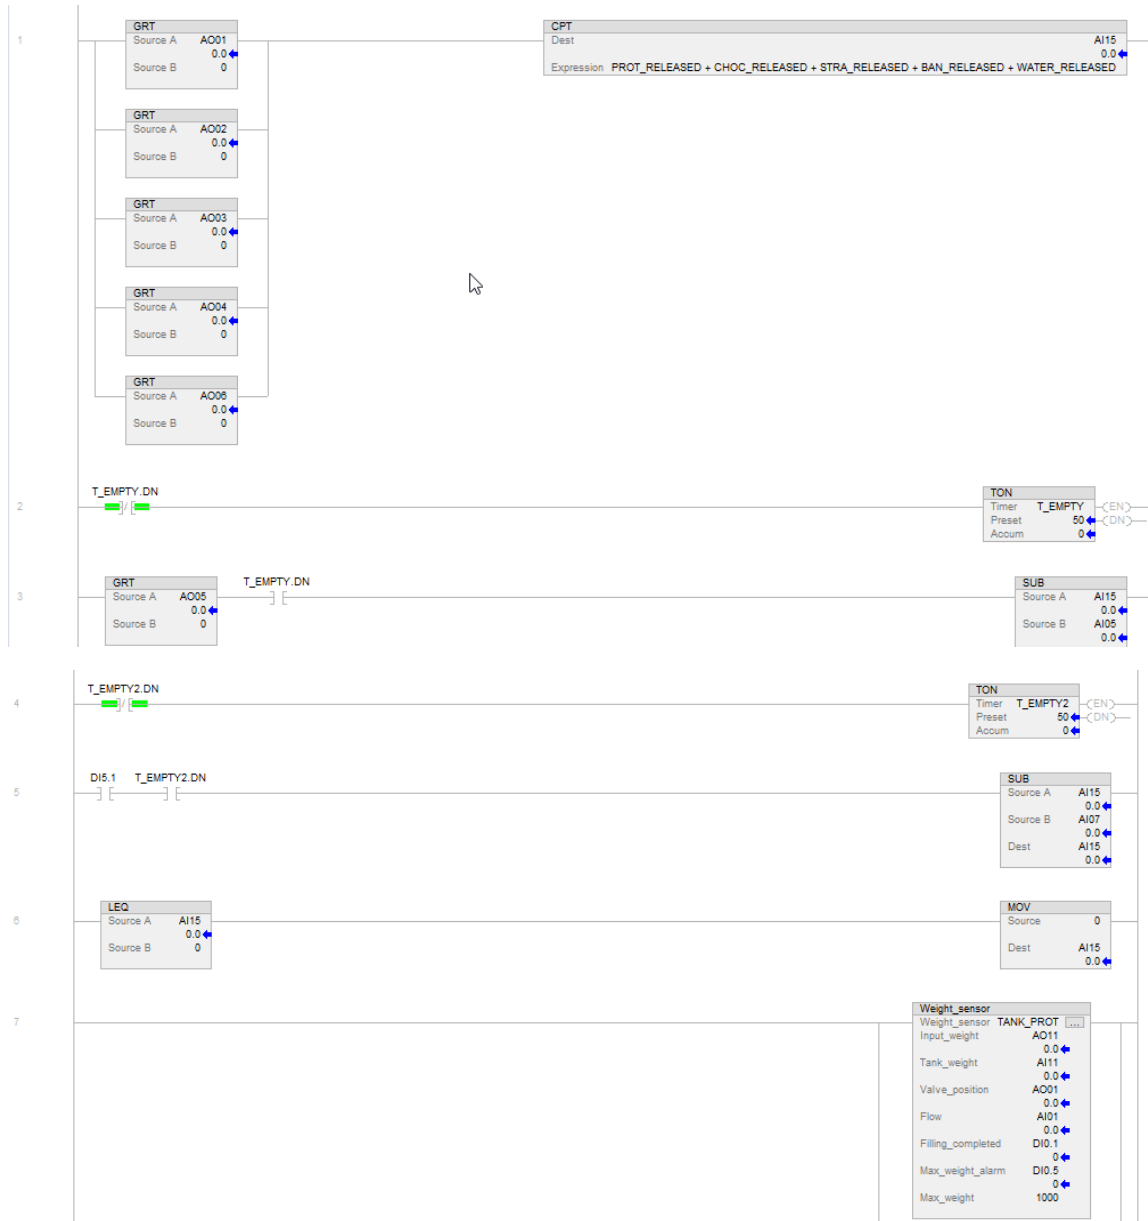 1
GRT
Source A AO01
0.0
Source B 0
CPT
Dest AI15
0.0
Expression PROT_RELEASED + CHOC_RELEASED + STRA_RELEASED + BAN_RELEASED + WATER_RELEASED
GRT
Source A AO02
0.0
Source B 0
GRT
Source A AO03
0.0
Source B 0
GRT
Source A AO04
0.0
Source B 0
GRT
Source A AO06
0.0
Source B 0
2
T_EMPTY.DN
TON
Timer T_EMPTY (EN)
Preset 50 (DN)
Accum 0
3
GRT
Source A AO05
0.0
Source B 0
T_EMPTY.DN
SUB
Source A AI15
0.0
Source B AI05
0.0
4
T_EMPTY2.DN
TON
Timer T_EMPTY2 (EN)
Preset 50 (DN)
Accum 0
5
DI5.1 T_EMPTY2.DN
SUB
Source A AI15
0.0
Source B AI07
0.0
Dest AI15
0.0
6
LEQ
Source A AI15
0.0
Source B 0
MOV
Source 0
Dest AI15
0.0
7
Weight_sensor
Weight_sensor TANK_PROT ...
Input_weight AO11
0.0
Tank_weight AI11
0.0
Valve_position AO01
0.0
Flow AI01
0.0
Filling_completed DI0.1
0
Max_weight_alarm DI0.5
0
Max_weight 1000